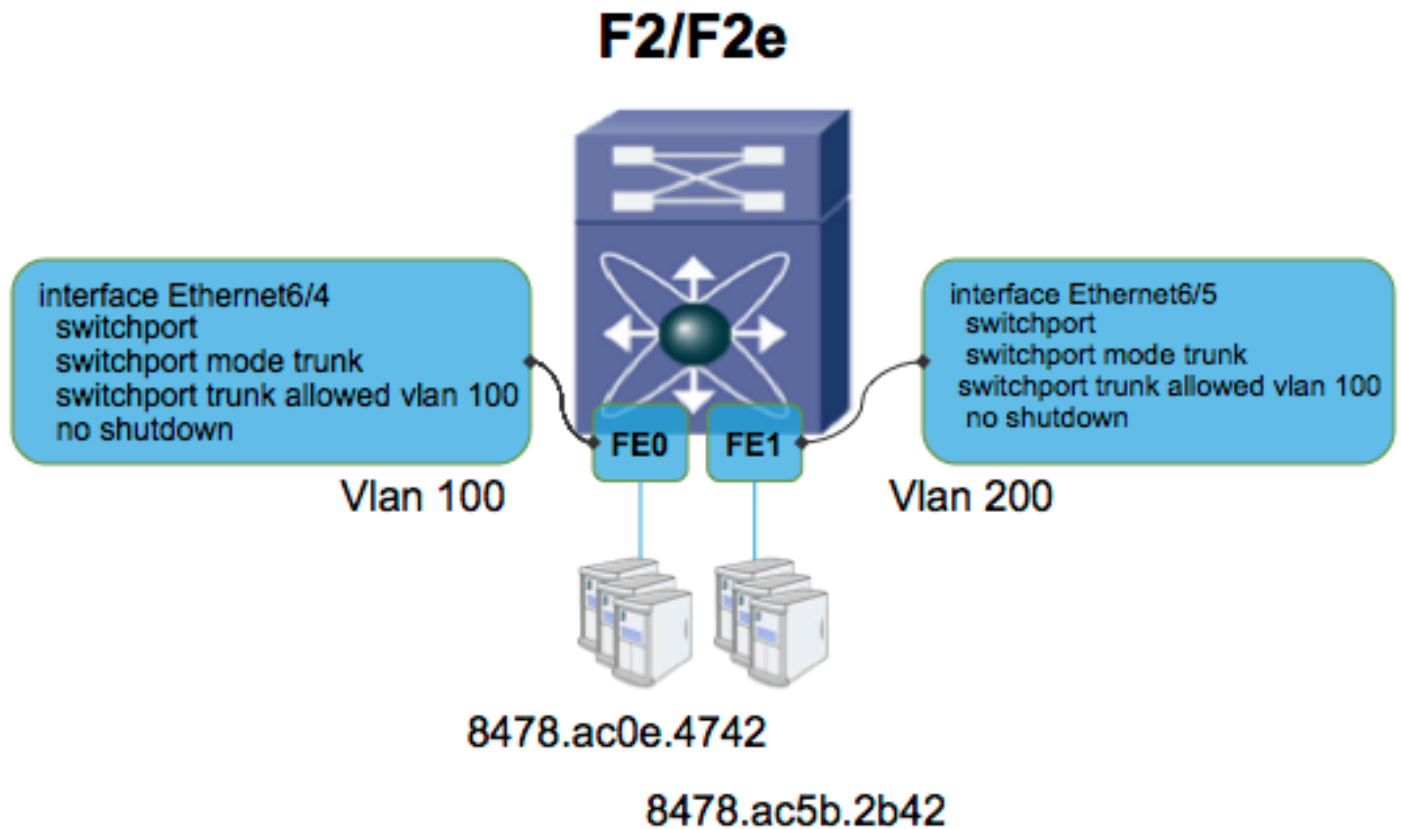 F2/F2e
interface Ethernet6/4
switchport
switchport mode trunk
switchport trunk allowed vlan 100
no shutdown
interface Ethernet6/5
switchport
switchport mode trunk
switchport trunk allowed vlan 100
no shutdown
FE0
FE1
Vlan 100
Vlan 200
8478.ac0e.4742
8478.ac5b.2b42